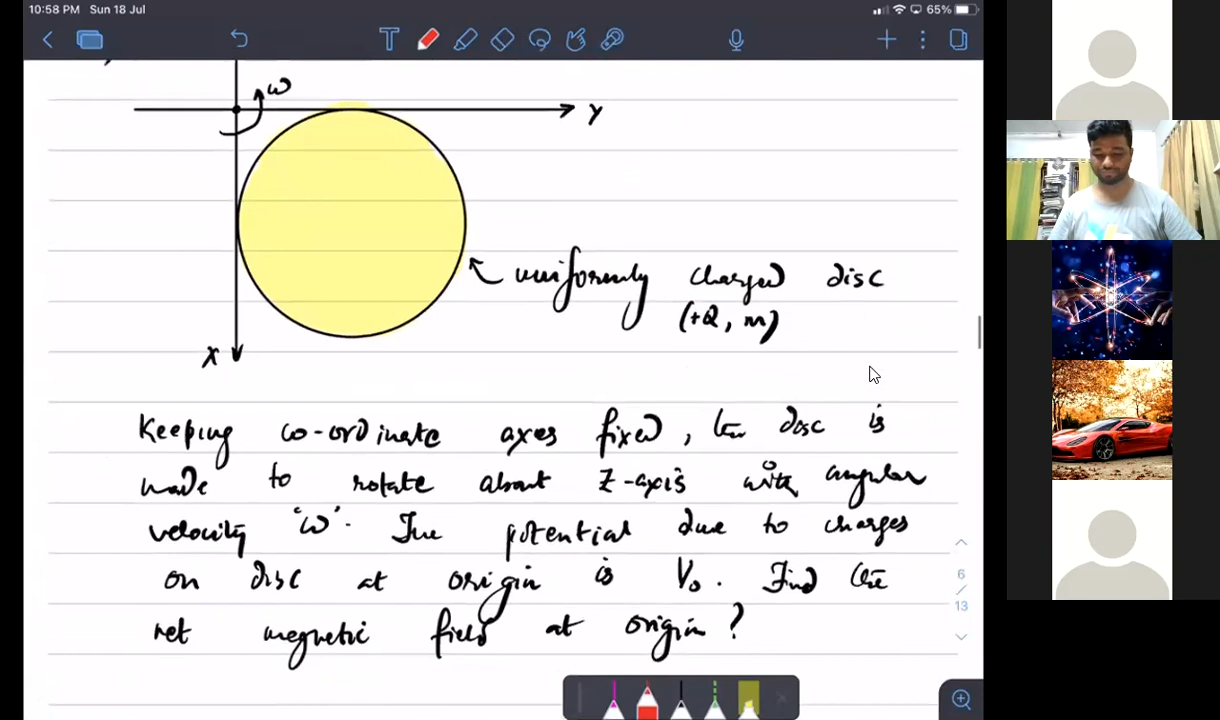 10:58 PM Sun 18 Jul
65%
T
ω
y
uniformly charged disc
(+Q, m)
x
Keeping co-ordinate axes fixed, the disc is
made to rotate about Z-axis with angular
velocity 'ω'. The potential due to charges
on disc at origin is V₀. Find the
net magnetic field at origin?
6
/
13